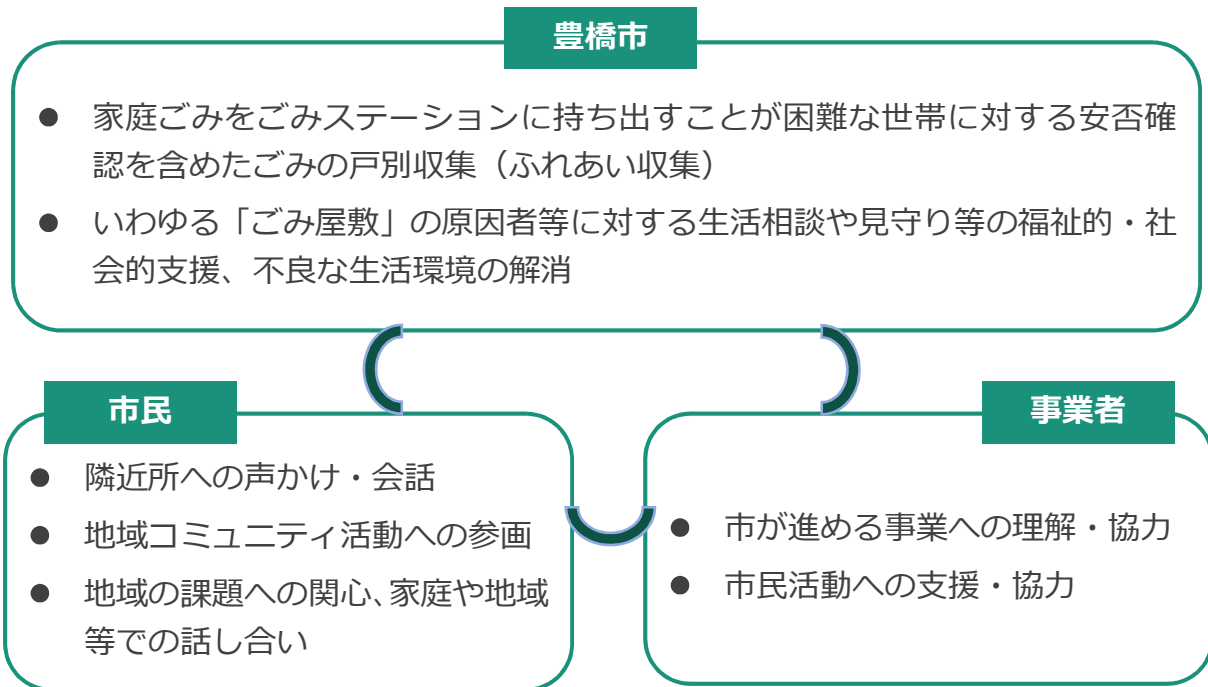 豊橋市
● 家庭ごみをごみステーションに持ち出すことが困難な世帯に対する安否確
認を含めたごみの戸別収集（ふれあい収集）
● いわゆる「ごみ屋敷」の原因者等に対する生活相談や見守り等の福祉的・社
会的支援、不良な生活環境の解消
市民
● 隣近所への声かけ・会話
● 地域コミュニティ活動への参画
● 地域の課題への関心、家庭や地域
等での話し合い
事業者
● 市が進める事業への理解・協力
● 市民活動への支援・協力